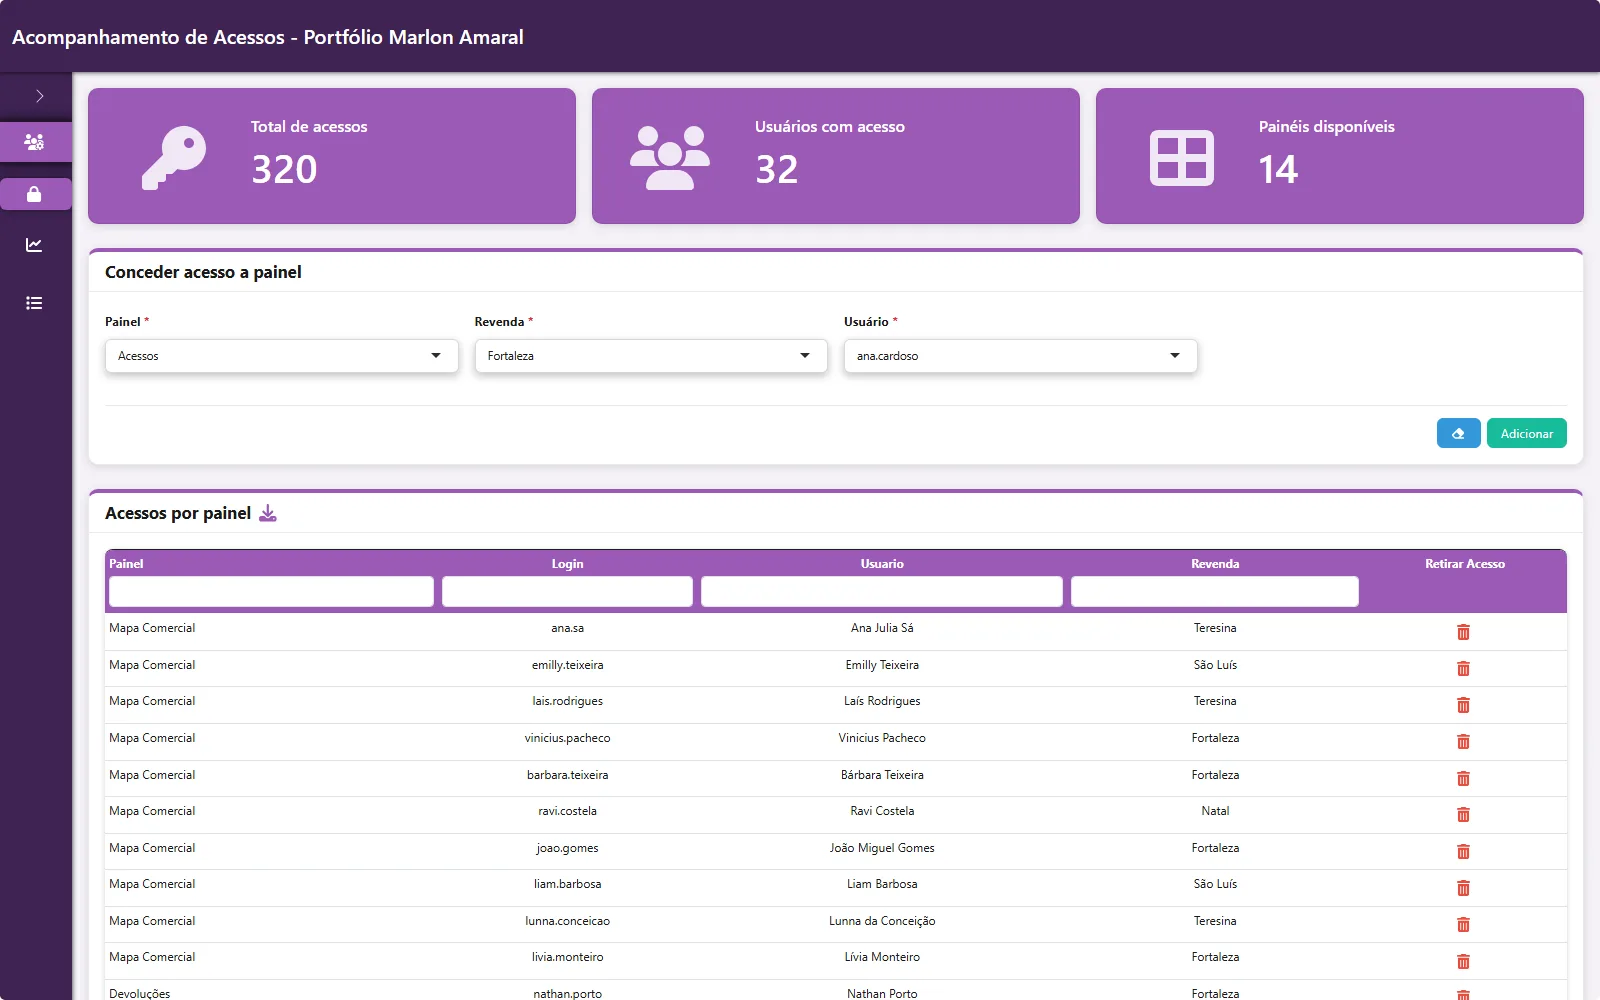 Acompanhamento de Acessos - Portfólio Marlon Amaral
Total de acessos
320
Usuários com acesso
32
Painéis disponíveis
14
Conceder acesso a painel
Painel * Revenda * Usuário *
Acessos Fortaleza ana.cardoso
Adicionar
Acessos por painel
Painel Login Usuario Revenda Retirar Acesso
Mapa Comercial ana.sa Ana Julia Sá Teresina
Mapa Comercial emilly.teixeira Emilly Teixeira São Luís
Mapa Comercial lais.rodrigues Laís Rodrigues Teresina
Mapa Comercial vinicius.pacheco Vinicius Pacheco Fortaleza
Mapa Comercial barbara.teixeira Bárbara Teixeira Fortaleza
Mapa Comercial ravi.costela Ravi Costela Natal
Mapa Comercial joao.gomes João Miguel Gomes Fortaleza
Mapa Comercial liam.barbosa Liam Barbosa São Luís
Mapa Comercial lunna.conceicao Lunna da Conceição Teresina
Mapa Comercial livia.monteiro Lívia Monteiro Fortaleza
Devoluções nathan.porto Nathan Porto Fortaleza